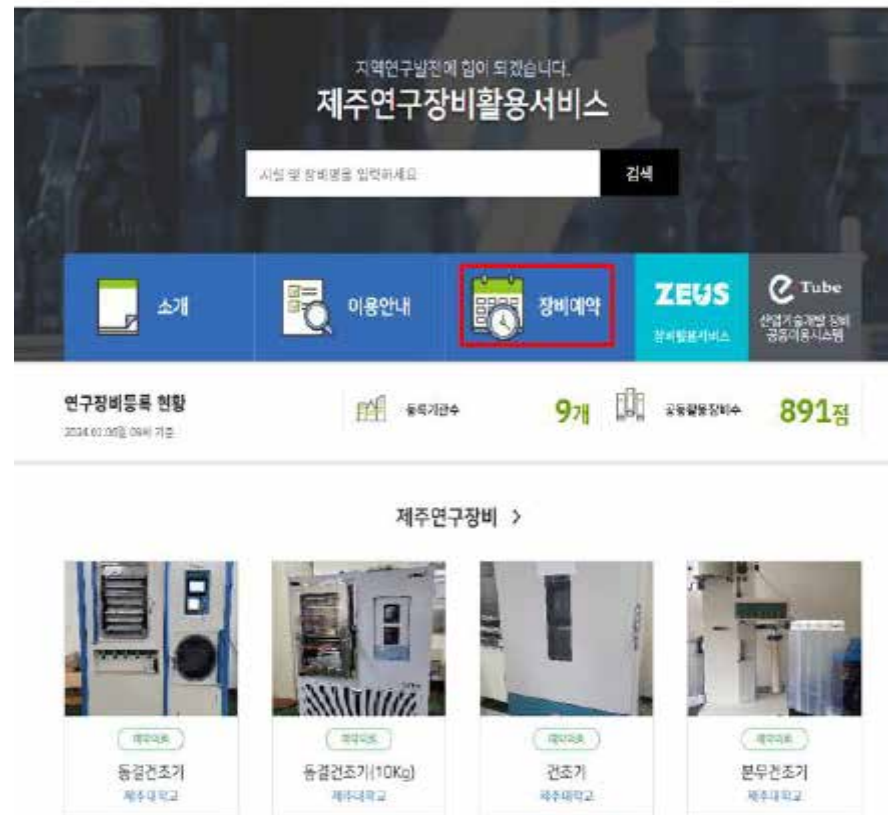 지역연구발전에 힘이 되겠습니다.
제주연구장비활용서비스
시설 및 장비명을 입력하세요
검색
소개
이용안내
장비예약
ZEUS
장비활용서비스
e Tube
산업기술개발 장비
공동이용시스템
연구장비등록 현황
기준
등록기관수
9개
공동활용장비수
891점
제주연구장비 >
동결건조기
제주대학교
동결건조기(10Kg)
제주대학교
건조기
제주대학교
분무건조기
제주대학교